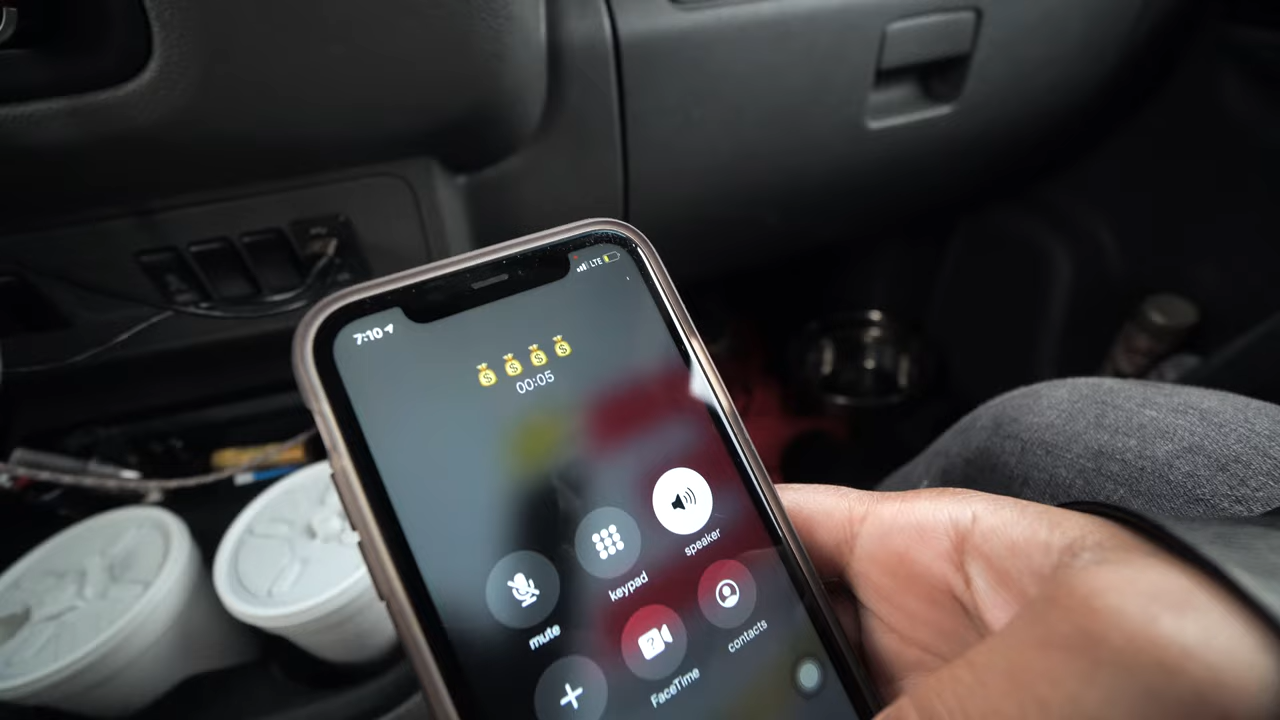 7:10
LTE
💰💰💰💰
00:05
mute
keypad
speaker
FaceTime
contacts